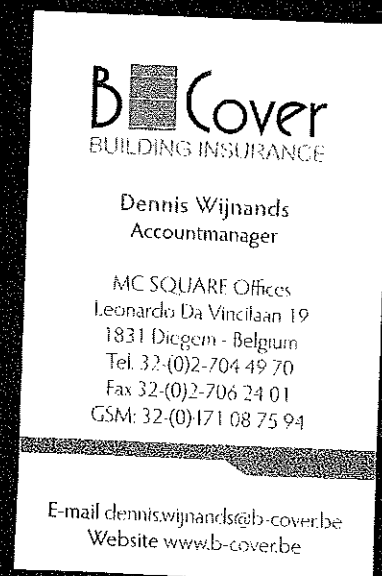 B Cover
BUILDING INSURANCE
Dennis Wijnands
Accountmanager
MC SQUARE Offices
Leonardo Da Vincilaan 19
1831 Diegem - Belgium
Tel. 32-(0)2-704 49 70
Fax 32-(0)2-706 24 01
GSM: 32-(0)471 08 75 94
E-mail dennis.wijnands@b-cover.be
Website www.b-cover.be